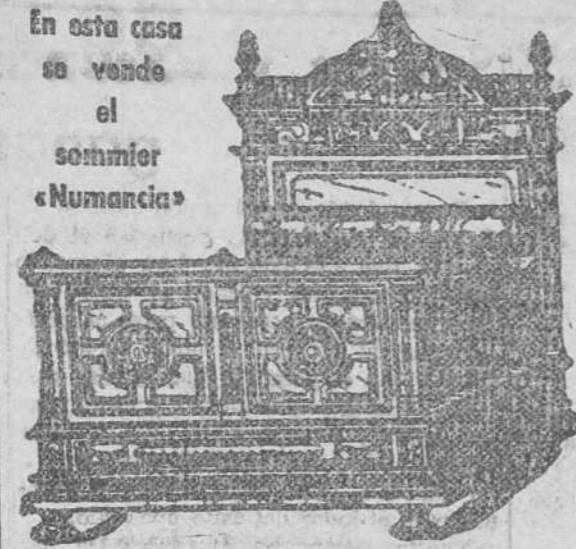 En esta casa
se vende
el
sommier
«Numancia»